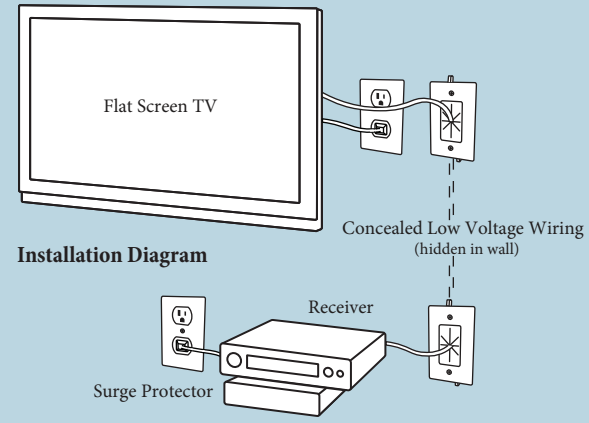 Flat Screen TV
Concealed Low Voltage Wiring
(hidden in wall)
Installation Diagram
Receiver
Surge Protector